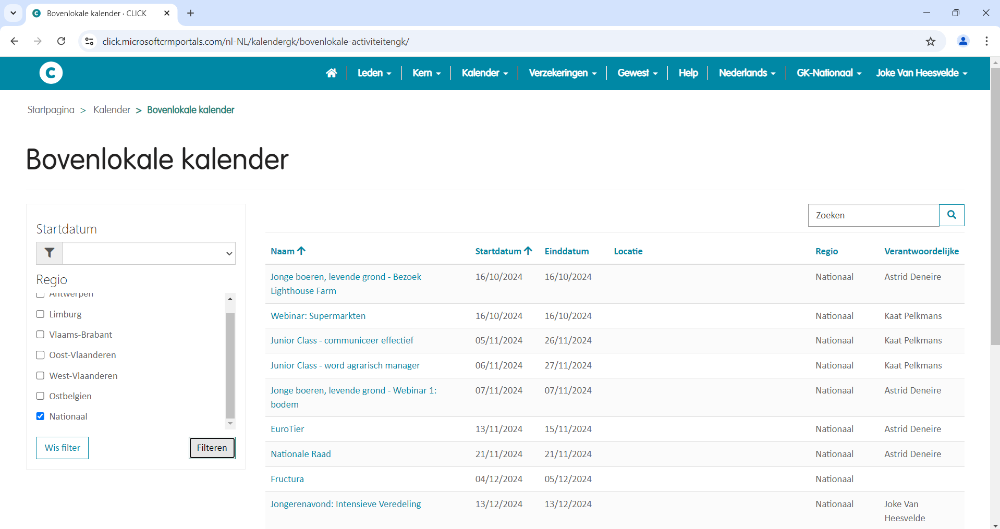 Bovenlokale kalender · CLICK
click.microsoftcrmportals.com/nl-NL/kalendergk/bovenlokale-activiteitengk/
C Leden Kern Kalender Verzekeringen Gewest Help Nederlands GK-Nationaal Joke Van Heesvelde
Startpagina > Kalender > Bovenlokale kalender
Bovenlokale kalender
Startdatum
Regio
Antwerpen
Limburg
Vlaams-Brabant
Oost-Vlaanderen
West-Vlaanderen
Ostbelgien
Nationaal
Wis filter Filteren
Zoeken
Naam Startdatum Einddatum Locatie Regio Verantwoordelijke
Jonge boeren, levende grond - Bezoek 16/10/2024 16/10/2024 Nationaal Astrid Deneire
Lighthouse Farm
Webinar: Supermarkten 16/10/2024 16/10/2024 Nationaal Kaat Pelkmans
Junior Class - communiceer effectief 05/11/2024 26/11/2024 Nationaal Kaat Pelkmans
Junior Class - word agrarisch manager 06/11/2024 27/11/2024 Nationaal Kaat Pelkmans
Jonge boeren, levende grond - Webinar 1: 07/11/2024 07/11/2024 Nationaal Astrid Deneire
bodem
EuroTier 13/11/2024 15/11/2024 Nationaal Astrid Deneire
Nationale Raad 21/11/2024 21/11/2024 Nationaal Astrid Deneire
Fructura 04/12/2024 05/12/2024 Nationaal
Jongerenavond: Intensieve Veredeling 13/12/2024 13/12/2024 Nationaal Joke Van
Heesvelde